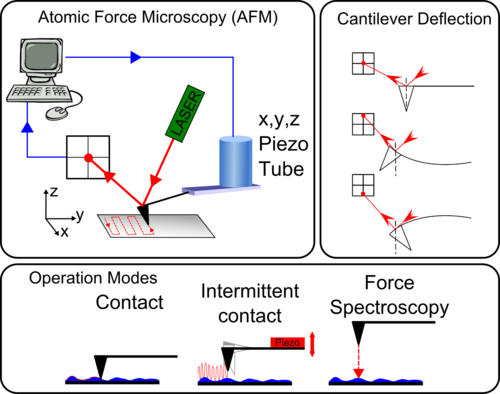 Atomic Force Microscopy (AFM)
LASER
x,y,z
Piezo
Tube
z
y
x
Cantilever Deflection
Operation Modes
Contact
Intermittent
contact
Piezo
Force
Spectroscopy